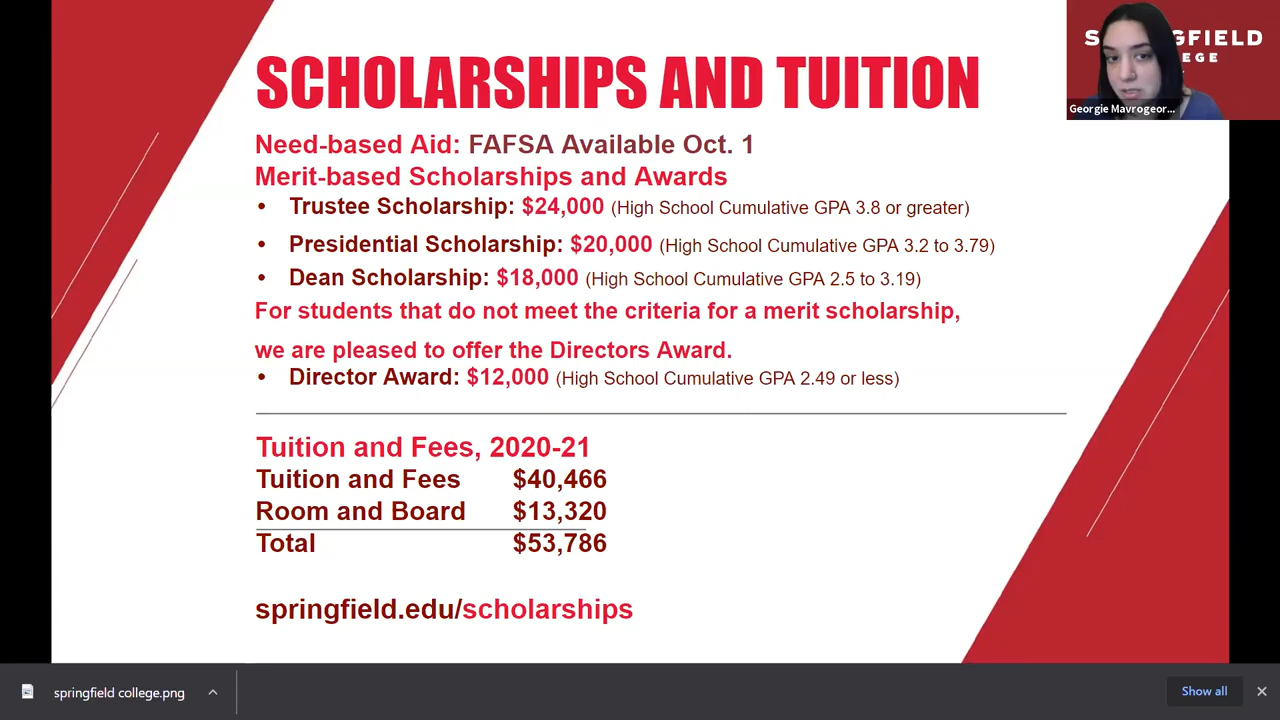 SCHOLARSHIPS AND TUITION
Need-based Aid: FAFSA Available Oct. 1
Merit-based Scholarships and Awards
• Trustee Scholarship: $24,000 (High School Cumulative GPA 3.8 or greater)
• Presidential Scholarship: $20,000 (High School Cumulative GPA 3.2 to 3.79)
• Dean Scholarship: $18,000 (High School Cumulative GPA 2.5 to 3.19)
For students that do not meet the criteria for a merit scholarship,
we are pleased to offer the Directors Award.
• Director Award: $12,000 (High School Cumulative GPA 2.49 or less)
Tuition and Fees, 2020-21
Tuition and Fees $40,466
Room and Board $13,320
Total $53,786
springfield.edu/scholarships
GFIELD
EGE
Georgie Mavrogeor...
springfield college.png
Show all